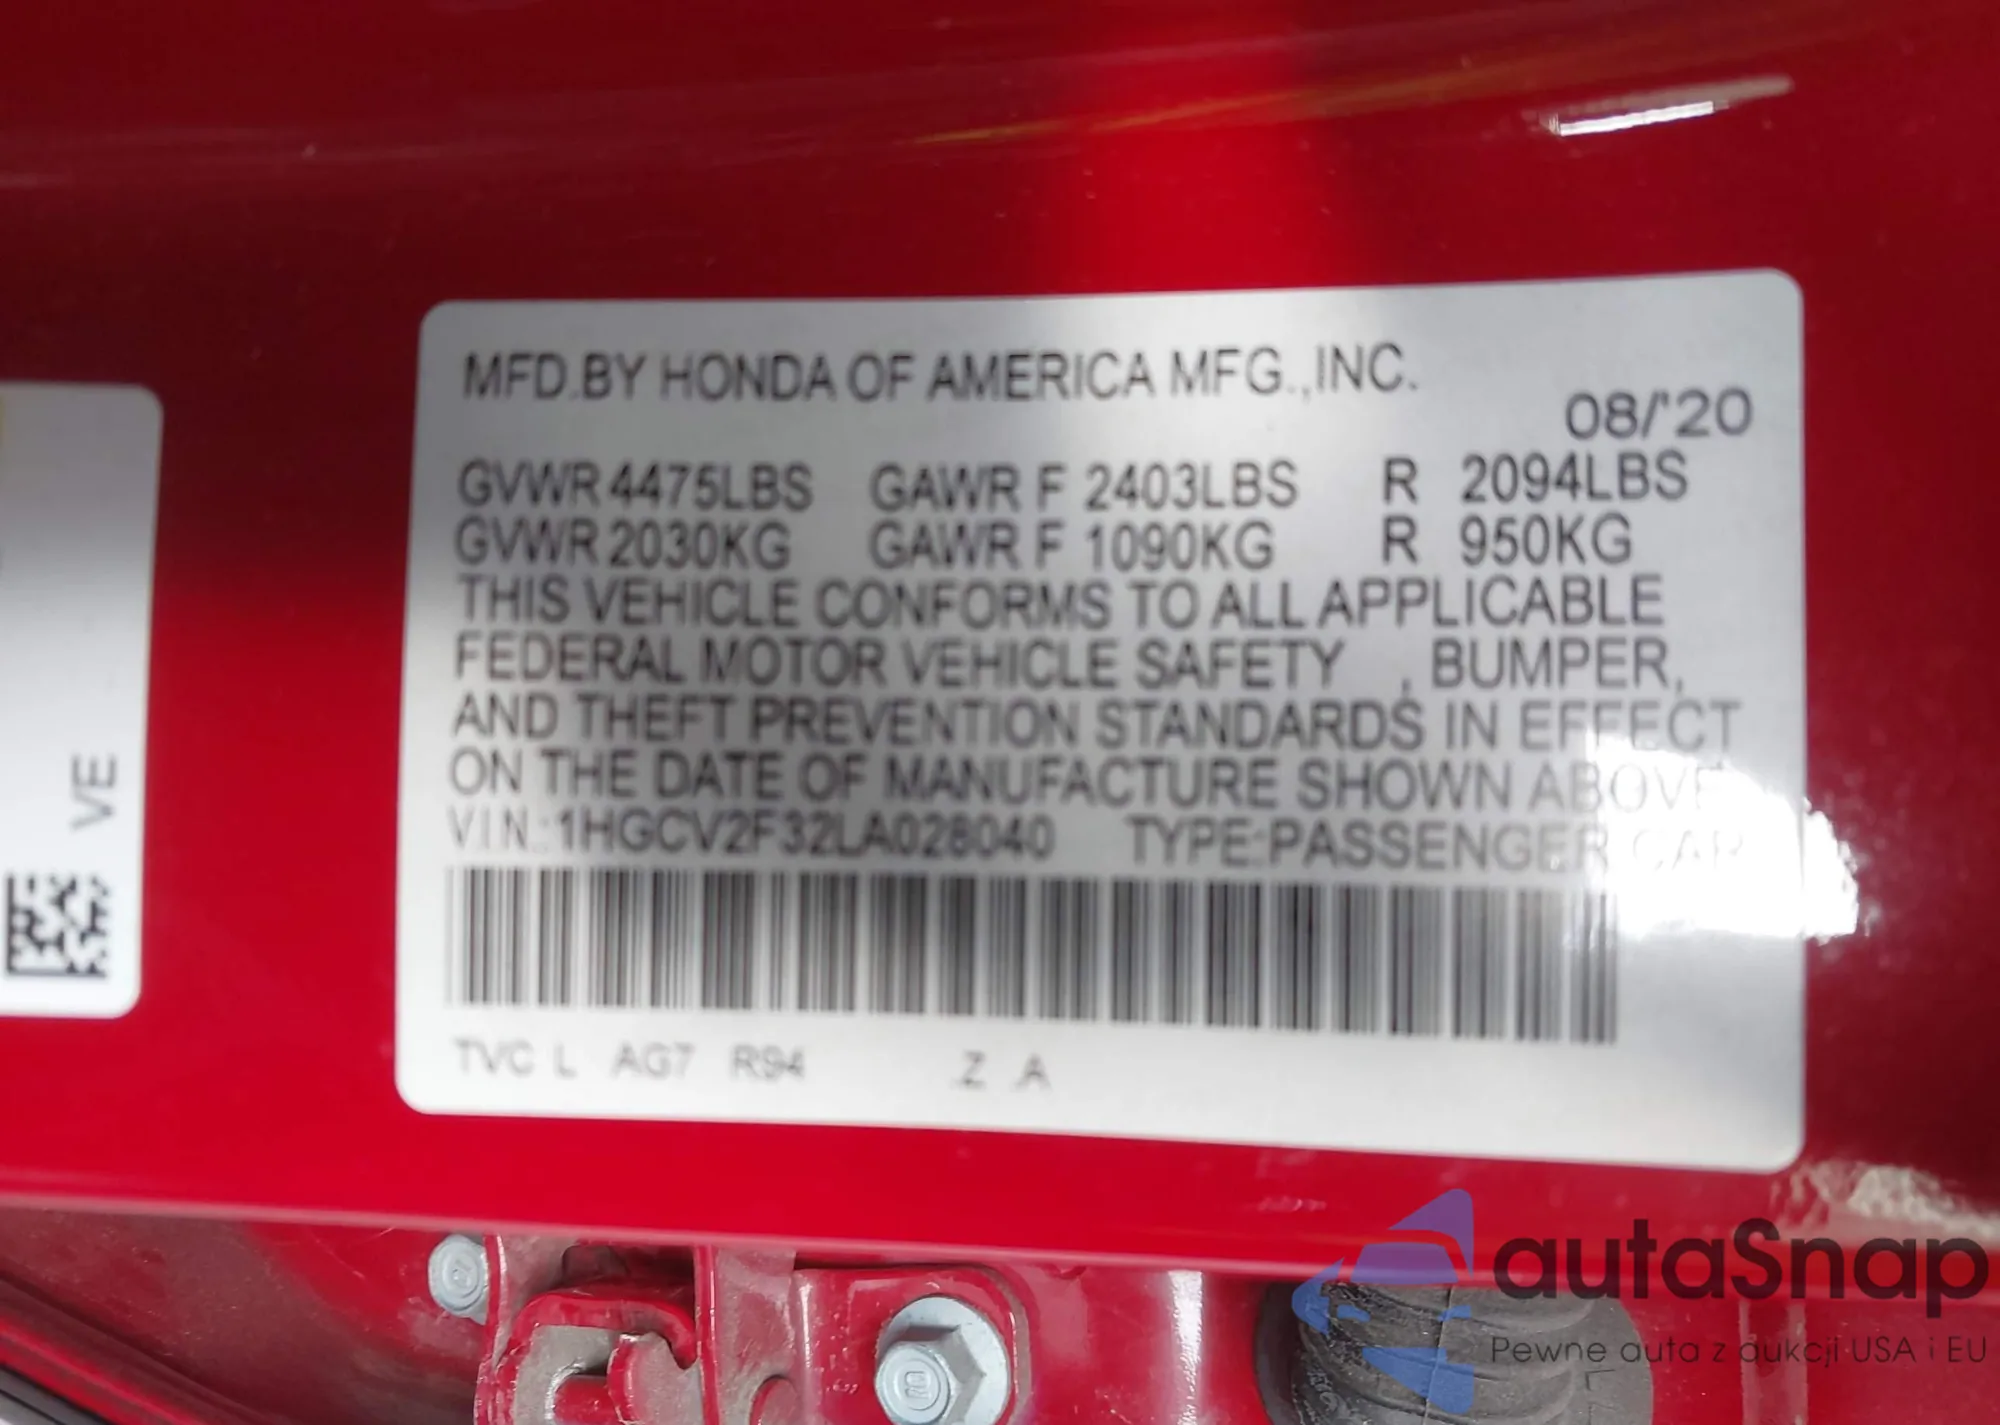 MFD.BY HONDA OF AMERICA MFG.,INC.
08/'20
GVWR 4475LBS GAWR F 2403LBS R 2094LBS
GVWR 2030KG GAWR F 1090KG R 950KG
THIS VEHICLE CONFORMS TO ALL APPLICABLE
FEDERAL MOTOR VEHICLE SAFETY , BUMPER,
AND THEFT PREVENTION STANDARDS IN EFFECT
ON THE DATE OF MANUFACTURE SHOWN ABOVE.
V.I.N.:1HGCV2F32LA028040 TYPE:PASSENGER CAR
TVC L AG7 R94 Z A
VE
autaSnap
Pewne auta z aukcji USA i EU